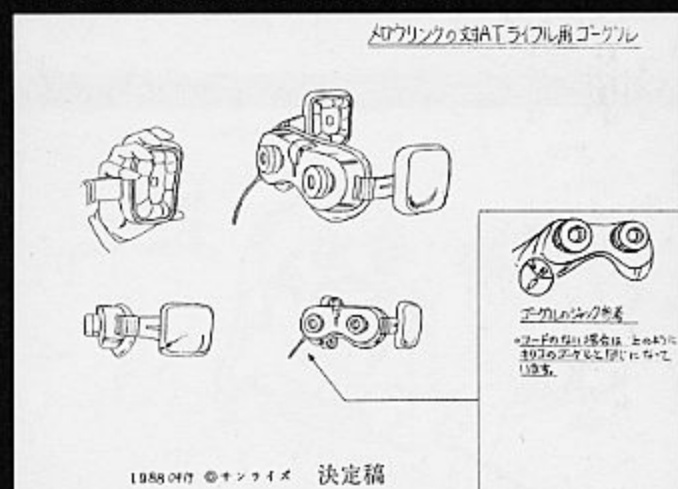 メロウリンクの対ATライフル用ゴーグル
ゴーグルのジャック参考
・コードのない場合は 上のように
キリコのゴーグルと同じになって
います。
1988 ©サンライズ 決定稿